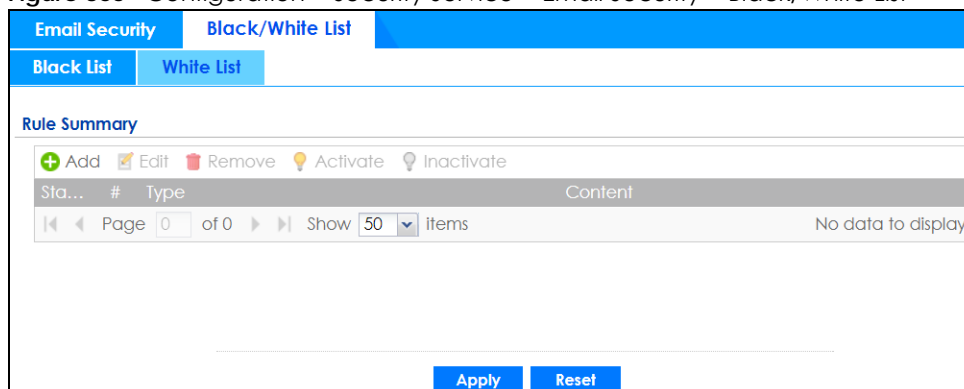 Email Security Black/White List
Black List White List
Rule Summary
Add Edit Remove Activate Inactivate
Sta... # Type Content
Page 0 of 0 Show 50 items No data to display
Apply Reset